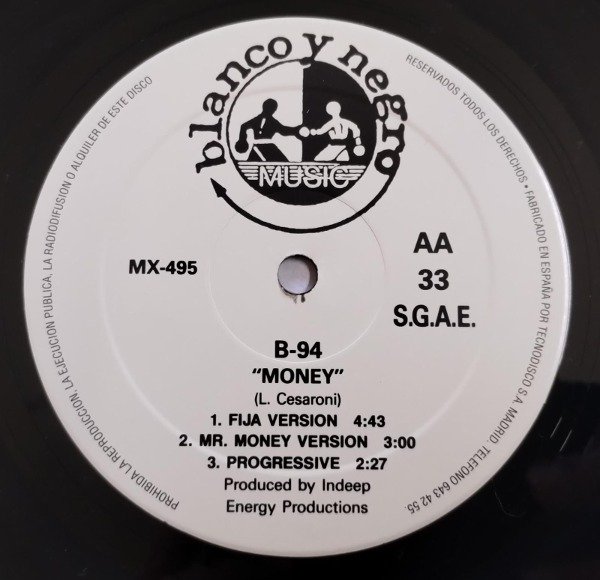 blanco y negro
MUSIC
RESERVADOS TODOS LOS DERECHOS • FABRICADO EN ESPAÑA POR TECNODISCO S.A. MADRID. TELEFONO 643 42 55.
PROHIBIDA LA REPRODUCCION, LA EJECUCION PUBLICA, LA RADIODIFUSION O ALQUILER DE ESTE DISCO
MX-495
AA
33
S.G.A.E.
B-94
"MONEY"
(L. Cesaroni)
1. FIJA VERSION 4:43
2. MR. MONEY VERSION 3:00
3. PROGRESSIVE 2:27
Produced by Indeep
Energy Productions